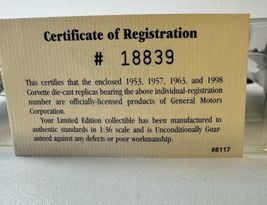 Certificate of Registration
# 18839
This certifies that the enclosed 1953, 1957, 1963, and 1998
Corvette die-cast replicas bearing the above individual-registration
number are officially-licensed products of General Motors
Corporation.
Your Limited Edition collectible has been manufactured to
authentic standards in 1:36 scale and is Unconditionally Guar-
anteed against any defects or poor workmanship.
#8117